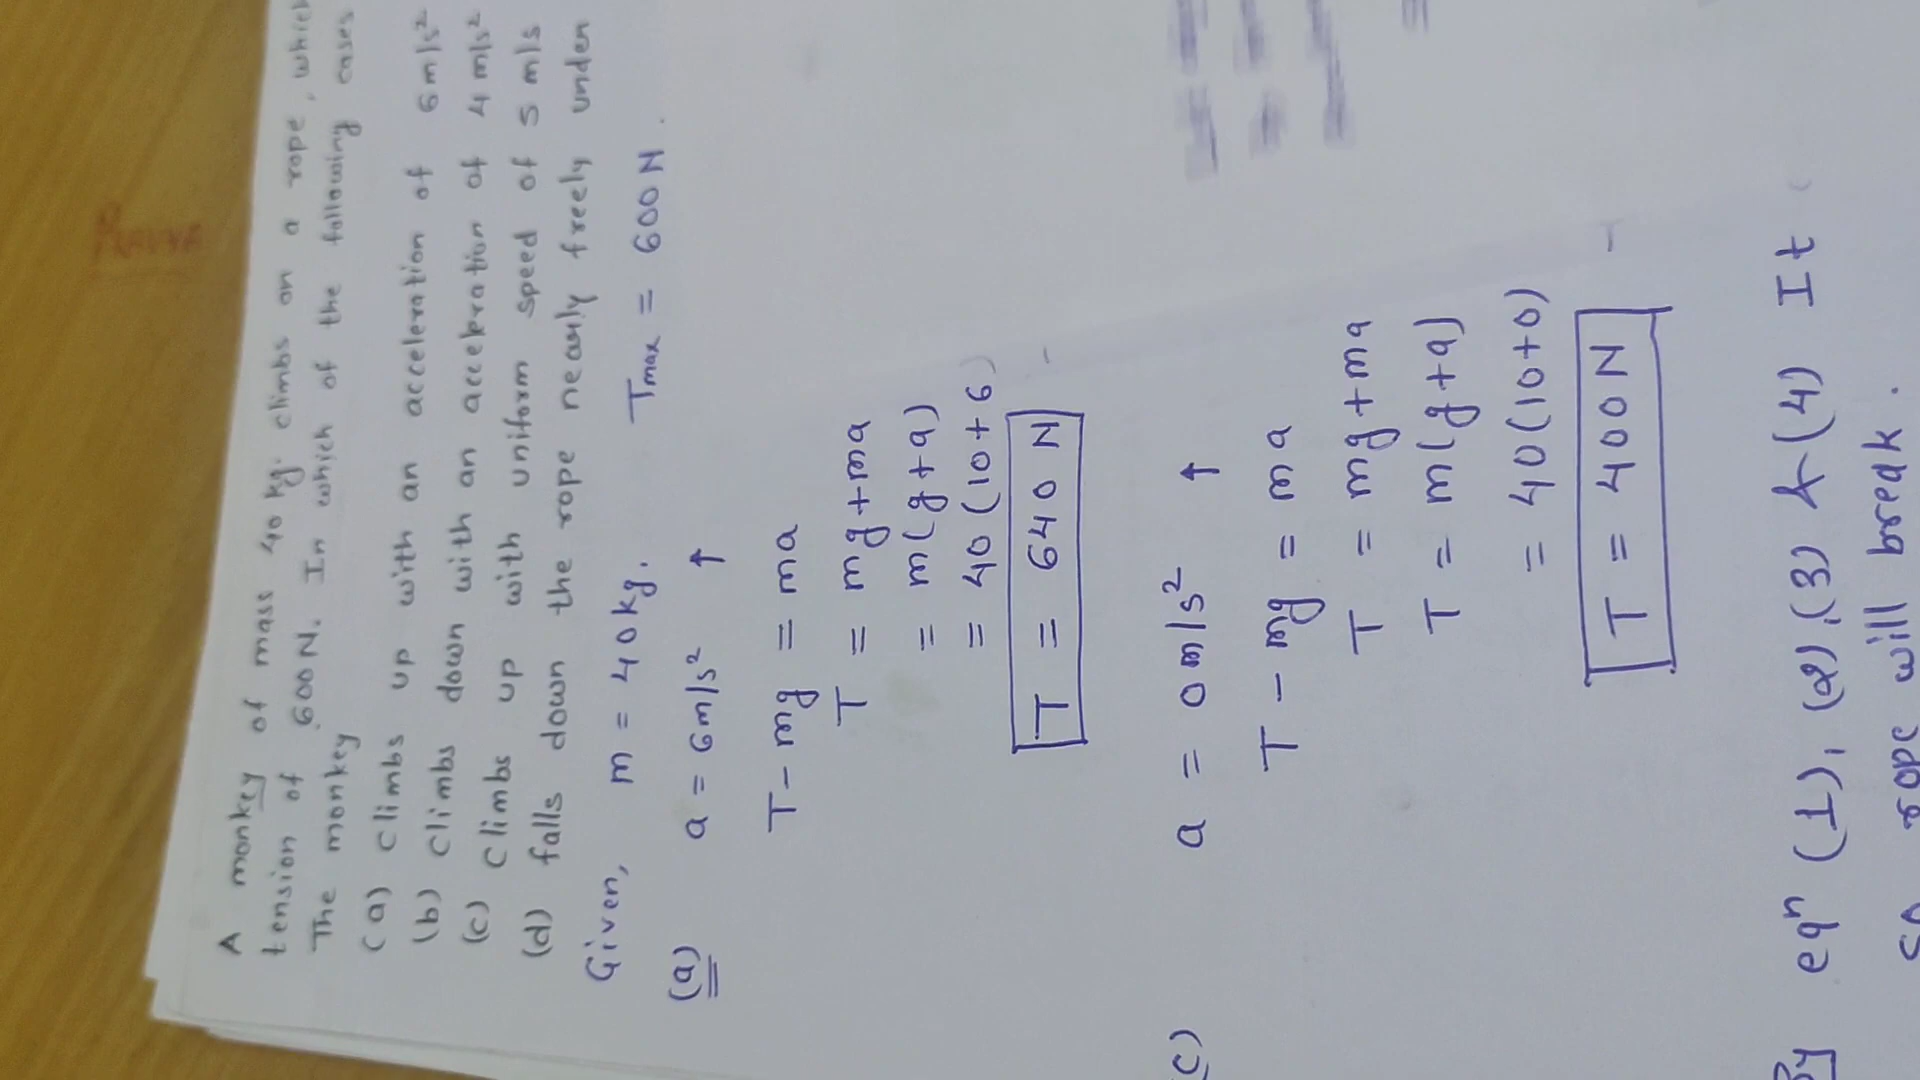 A monkey of mass 40 kg. climbs on a rope, which
tension of 600 N. In which of the following cases
The monkey
(a) climbs up with an acceleration of 6 m/s²
(b) climbs down with an acceleration of 4 m/s²
(c) climbs up with uniform speed of 5 m/s
(d) falls down the rope nearly freely under
Given, m = 40 kg. Tmax = 600 N.
(a) a = 6 m/s² ↑
T - mg = ma
T = mg + ma
= m(g + a)
= 40 (10 + 6)
T = 640 N
(c) a = 0 m/s² ↑
T - mg = ma
T = mg + ma
T = m(g + a)
= 40 (10 + 0)
T = 400 N
By eqⁿ (1), (2), (3) & (4) It
So rope will break.